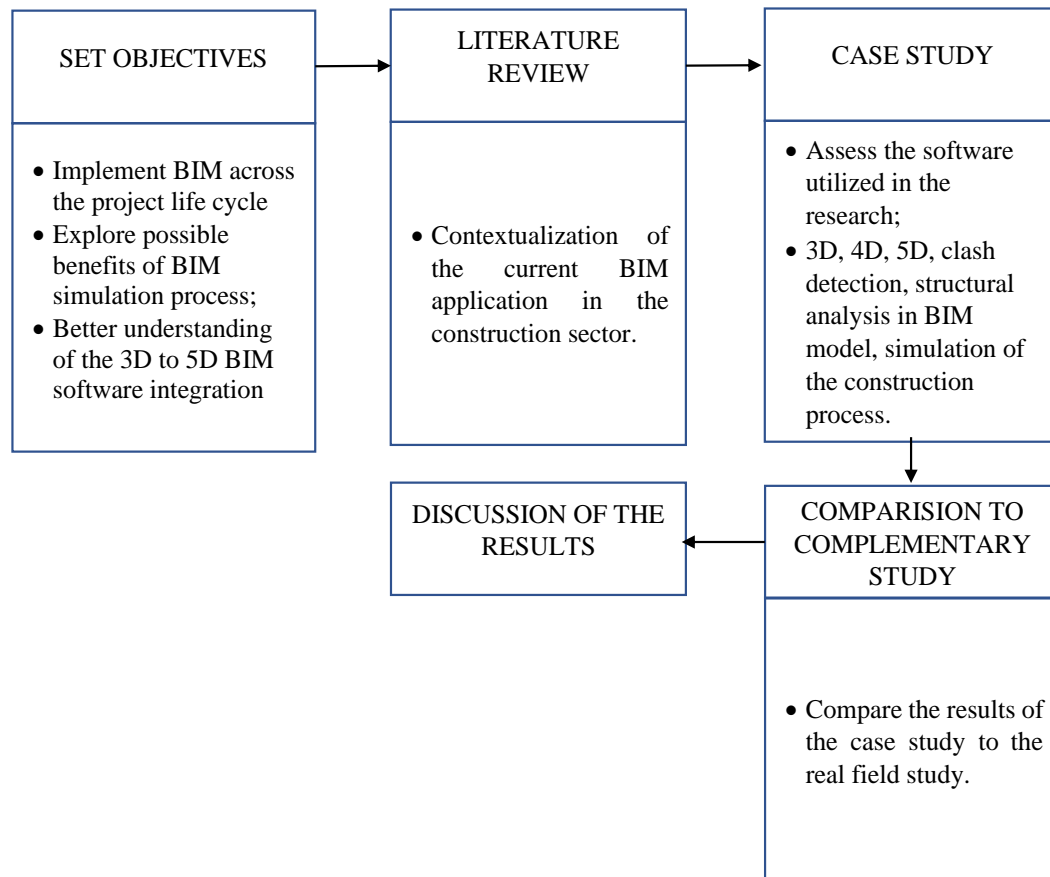 SET OBJECTIVES
• Implement BIM across
the project life cycle
• Explore possible
benefits of BIM
simulation process;
• Better understanding
of the 3D to 5D BIM
software integration
LITERATURE
REVIEW
• Contextualization of
the current BIM
application in the
construction sector.
CASE STUDY
• Assess the software
utilized in the
research;
• 3D, 4D, 5D, clash
detection, structural
analysis in BIM
model, simulation of
the construction
process.
COMPARISION TO
COMPLEMENTARY
STUDY
• Compare the results of
the case study to the
real field study.
DISCUSSION OF THE
RESULTS